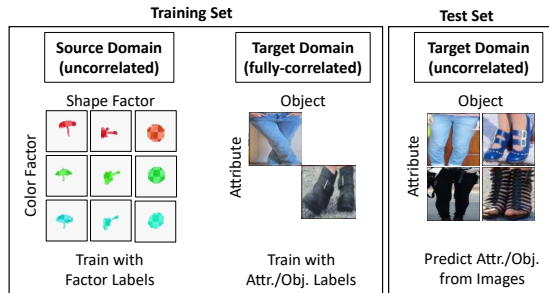 Training Set
Test Set
Source Domain
(uncorrelated)
Target Domain
(fully-correlated)
Target Domain
(uncorrelated)
Shape Factor
Object
Object
Color Factor
Attribute
Attribute
Train with
Factor Labels
Train with
Attr./Obj. Labels
Predict Attr./Obj.
from Images